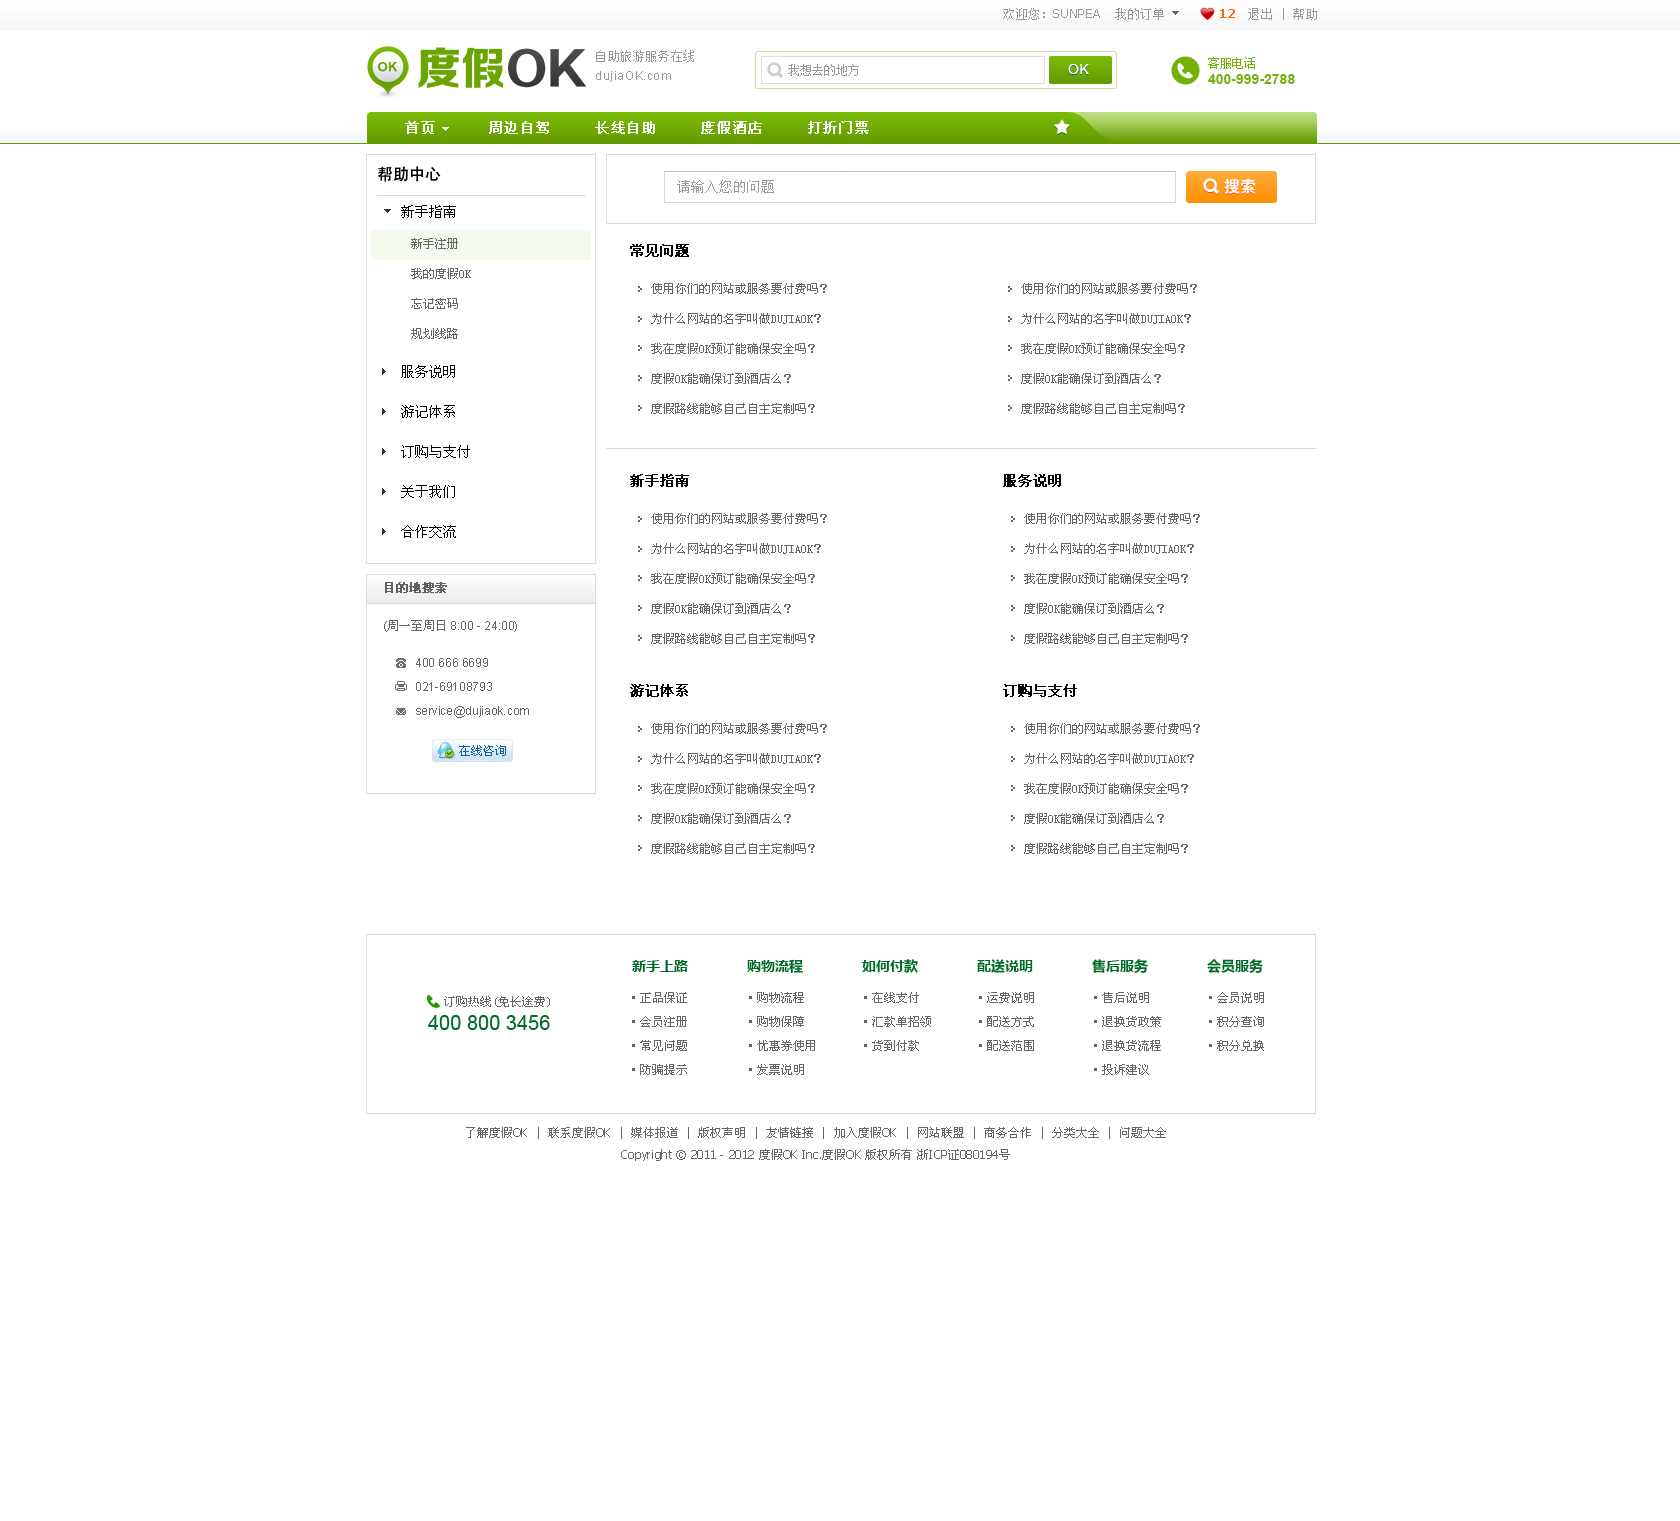 欢迎您：SUNPEA 我的订单 12 退出 | 帮助
OK 度假OK
自助旅游服务在线
dujiaOK.com
我想去的地方
OK
客服电话
400-999-2788
首页 周边自驾 长线自助 度假酒店 打折门票
帮助中心
新手指南
新手注册
我的度假OK
忘记密码
规划线路
服务说明
游记体系
订购与支付
关于我们
合作交流
目的地搜索
(周一至周日 8:00 - 24:00)
400 666 6699
021-69108793
service@dujiaok.com
在线咨询
请输入您的问题
搜索
常见问题
使用你们的网站或服务要付费吗？
为什么网站的名字叫做DUJIAOK？
我在度假OK预订能确保安全吗？
度假OK能确保订到酒店么？
度假路线能够自己自主定制吗？
使用你们的网站或服务要付费吗？
为什么网站的名字叫做DUJIAOK？
我在度假OK预订能确保安全吗？
度假OK能确保订到酒店么？
度假路线能够自己自主定制吗？
新手指南
使用你们的网站或服务要付费吗？
为什么网站的名字叫做DUJIAOK？
我在度假OK预订能确保安全吗？
度假OK能确保订到酒店么？
度假路线能够自己自主定制吗？
服务说明
使用你们的网站或服务要付费吗？
为什么网站的名字叫做DUJIAOK？
我在度假OK预订能确保安全吗？
度假OK能确保订到酒店么？
度假路线能够自己自主定制吗？
游记体系
使用你们的网站或服务要付费吗？
为什么网站的名字叫做DUJIAOK？
我在度假OK预订能确保安全吗？
度假OK能确保订到酒店么？
度假路线能够自己自主定制吗？
订购与支付
使用你们的网站或服务要付费吗？
为什么网站的名字叫做DUJIAOK？
我在度假OK预订能确保安全吗？
度假OK能确保订到酒店么？
度假路线能够自己自主定制吗？
订购热线 (免长途费)
400 800 3456
新手上路
正品保证
会员注册
常见问题
防骗提示
购物流程
购物流程
购物保障
优惠券使用
发票说明
如何付款
在线支付
汇款单招领
货到付款
配送说明
运费说明
配送方式
配送范围
售后服务
售后说明
退换货政策
退换货流程
投诉建议
会员服务
会员说明
积分查询
积分兑换
了解度假OK | 联系度假OK | 媒体报道 | 版权声明 | 友情链接 | 加入度假OK | 网站联盟 | 商务合作 | 分类大全 | 问题大全
Copyright © 2011 - 2012 度假OK Inc.度假OK 版权所有 浙ICP证080194号